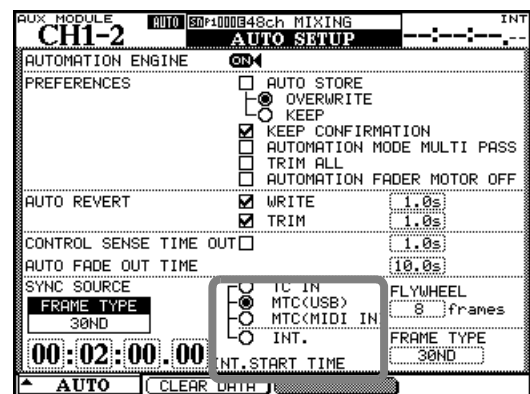 AUX MODULE AUTO 48ch MIXING INT
CH1-2 AUTO SETUP --:--:--.--
AUTOMATION ENGINE ON
PREFERENCES AUTO STORE
OVERWRITE
KEEP
KEEP CONFIRMATION
AUTOMATION MODE MULTI PASS
TRIM ALL
AUTOMATION FADER MOTOR OFF
AUTO REVERT WRITE 1.0s
TRIM 1.0s
CONTROL SENSE TIME OUT 1.0s
AUTO FADE OUT TIME 10.0s
SYNC SOURCE TC IN FLYWHEEL
FRAME TYPE MTC(USB) 8 frames
30ND MTC(MIDI IN
INT. FRAME TYPE
00:02:00.00 INT.START TIME 30ND
AUTO CLEAR DATA